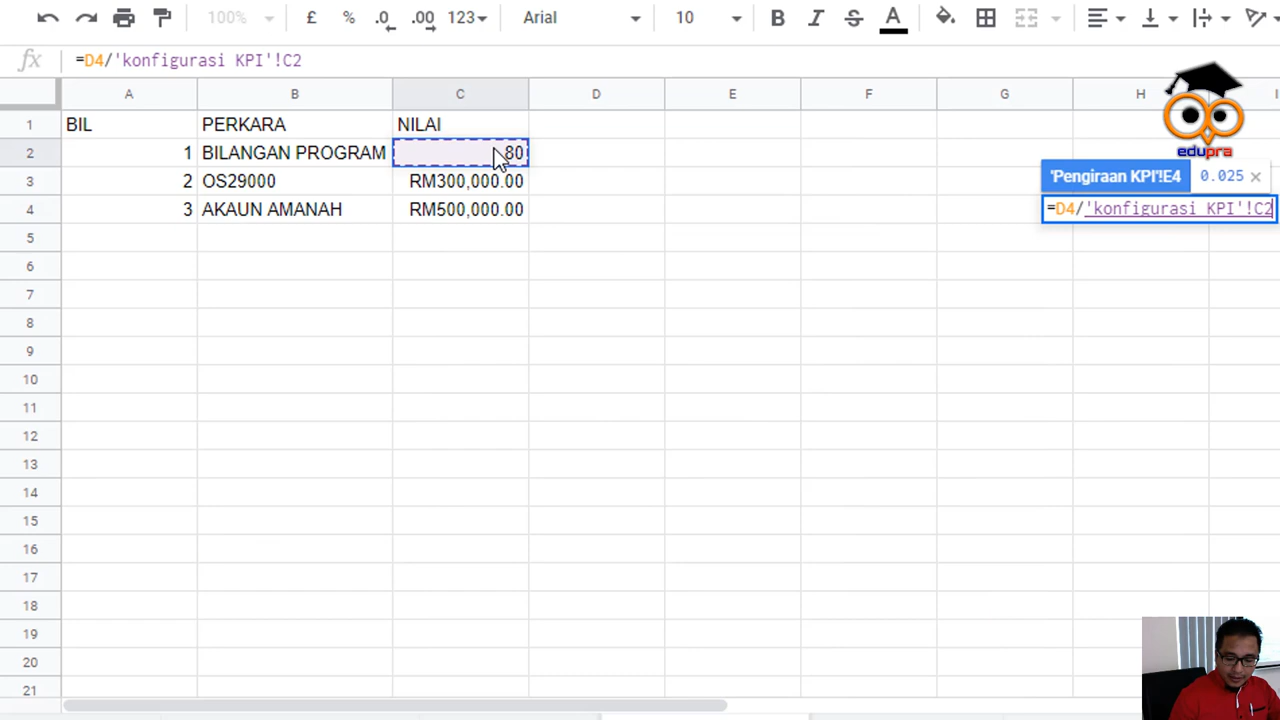 100% £ % .0 .00 123 Arial 10 B I S A
fx =D4/'konfigurasi KPI'!C2
A B C D E F G H I
1 BIL PERKARA NILAI
2 1 BILANGAN PROGRAM 80
3 2 OS29000 RM300,000.00
4 3 AKAUN AMANAH RM500,000.00
5
6
7
8
9
10
11
12
13
14
15
16
17
18
19
20
21
edupra
'Pengiraan KPI'!E4 0.025 ×
=D4/'konfigurasi KPI'!C2